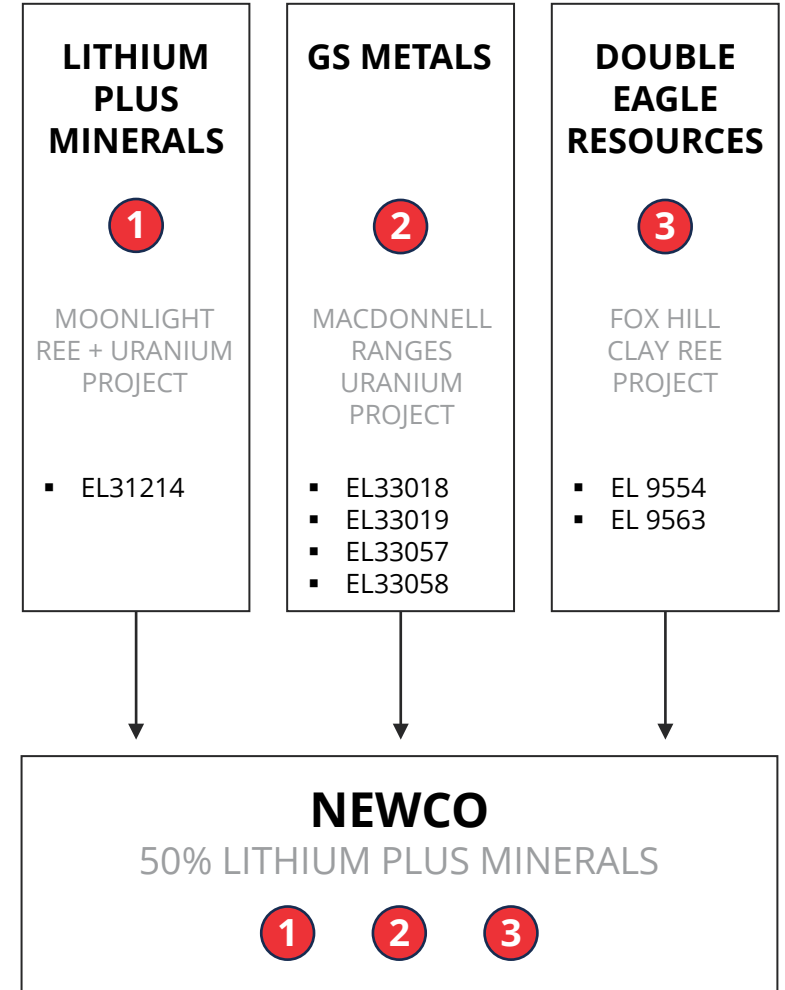 LITHIUM
PLUS
MINERALS
1
MOONLIGHT
REE + URANIUM
PROJECT
▪ EL31214
GS METALS
2
MACDONNELL
RANGES
URANIUM
PROJECT
▪ EL33018
▪ EL33019
▪ EL33057
▪ EL33058
DOUBLE
EAGLE
RESOURCES
3
FOX HILL
CLAY REE
PROJECT
▪ EL 9554
▪ EL 9563
NEWCO
50% LITHIUM PLUS MINERALS
1 2 3